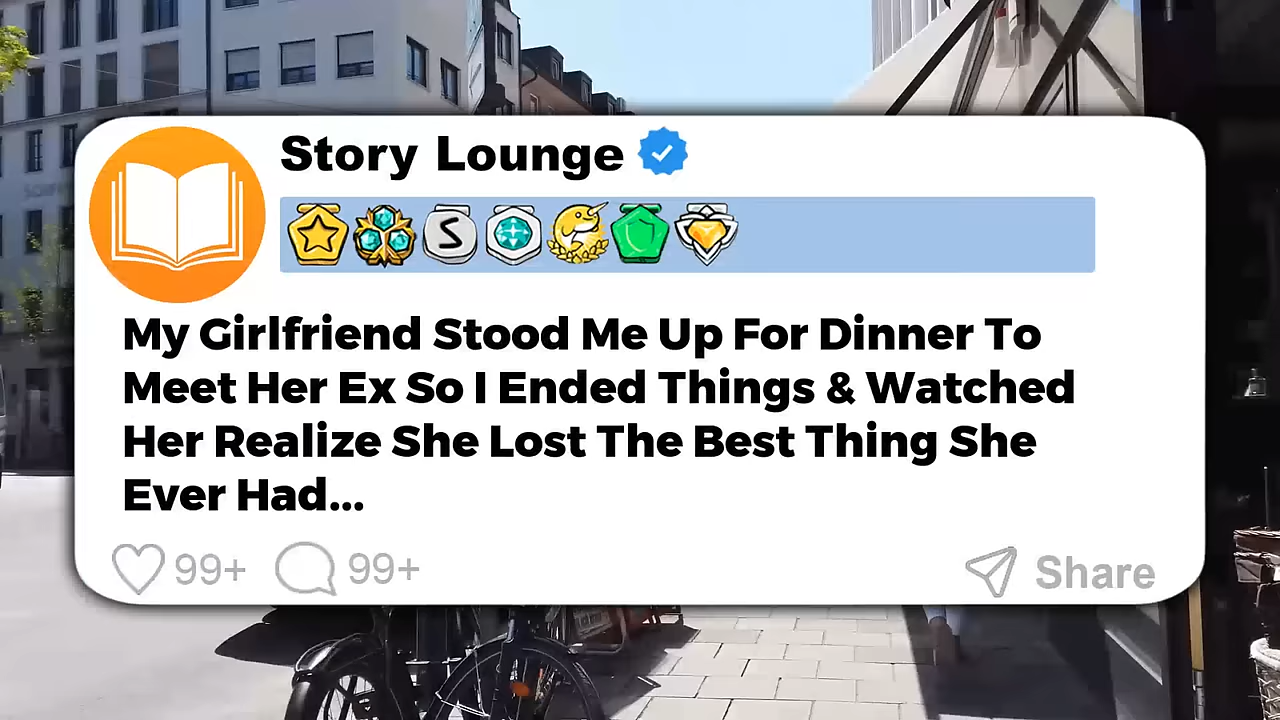 Story Lounge
S
My Girlfriend Stood Me Up For Dinner To
Meet Her Ex So I Ended Things & Watched
Her Realize She Lost The Best Thing She
Ever Had...
99+ 99+ Share